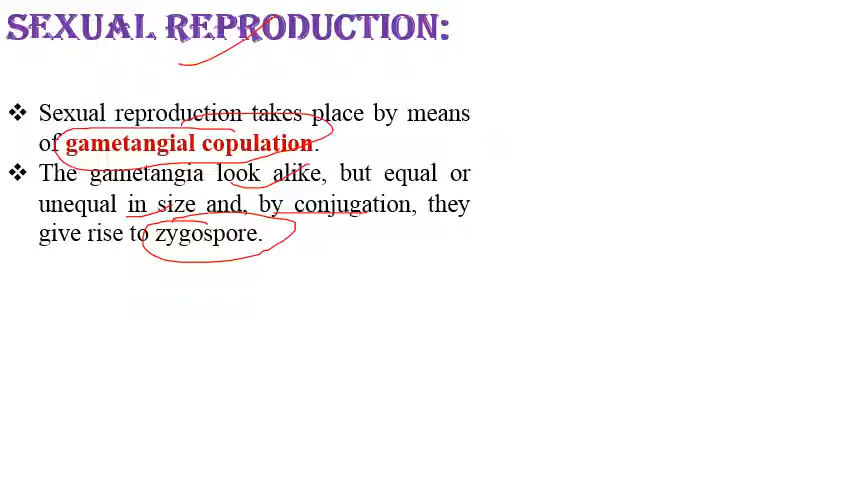 SEXUAL REPRODUCTION:
❖ Sexual reproduction takes place by means
of gametangial copulation.
❖ The gametangia look alike, but equal or
unequal in size and, by conjugation, they
give rise to zygospore.